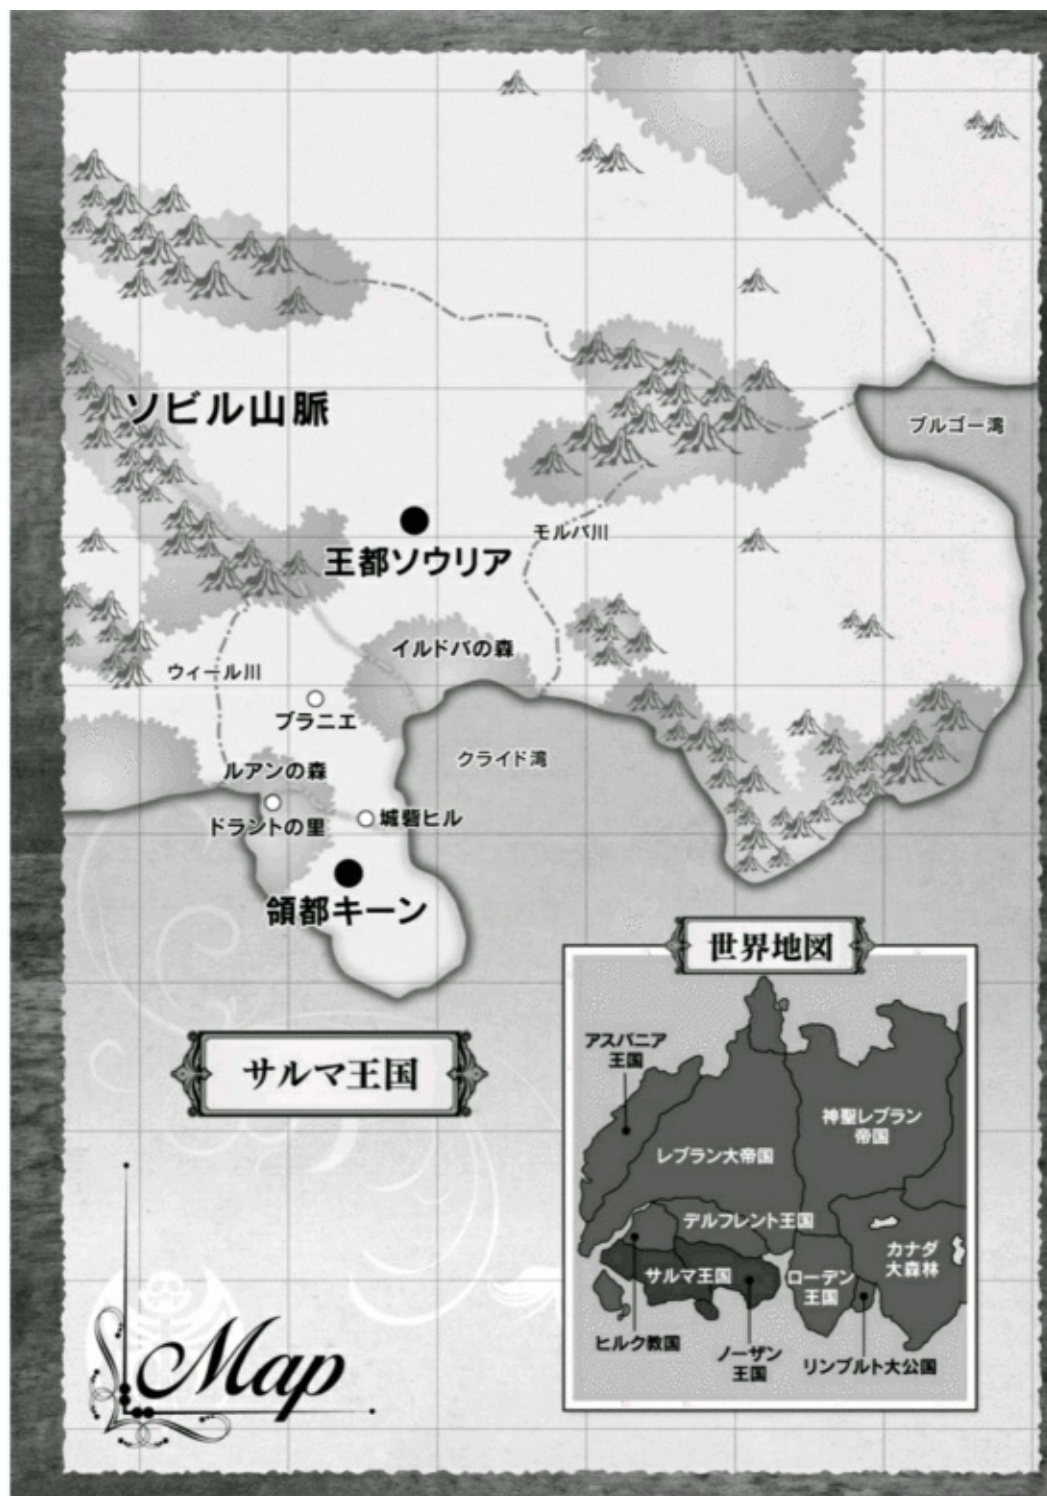 ソビル山脈
ブルゴー湾
王都ソウリア
モルバ川
イルドバの森
ウィール川
ブラニエ
クライド湾
ルアンの森
ドラントの里
城砦ヒル
領都キーン
サルマ王国
世界地図
アスパニア
王国
神聖レブラン
帝国
レブラン大帝国
デルフレント王国
カナダ
大森林
サルマ王国
ローデン
王国
ヒルク教国
ノーザン
王国
リンブルト大公国
Map